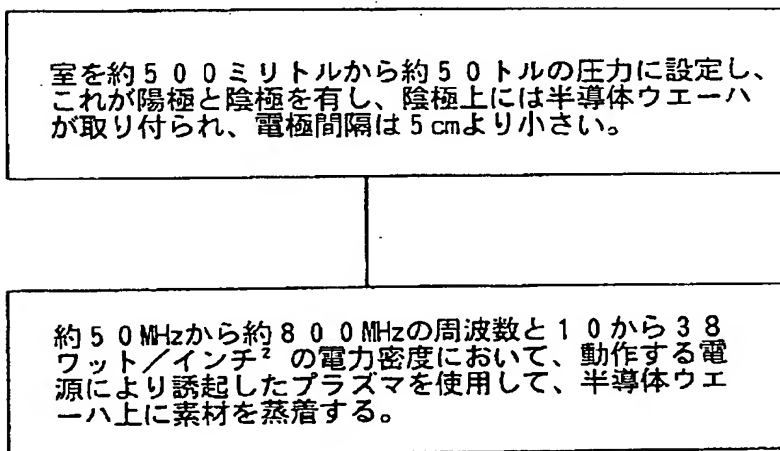 室を約500ミリトルから約50トルの圧力に設定し、
これが陽極と陰極を有し、陰極上には半導体ウエーハ
が取り付られ、電極間隔は5cmより小さい。
約50MHzから約800MHzの周波数と10から38
ワット/インチ² の電力密度において、動作する電
源により誘起したプラズマを使用して、半導体ウエ
ーハ上に素材を蒸着する。